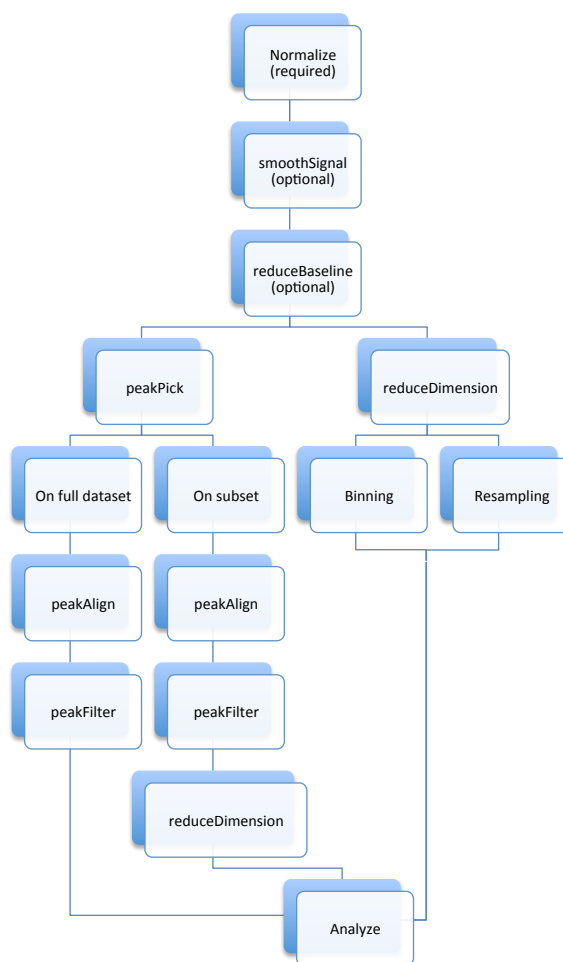 Normalize
(required)
smoothSignal
(optional)
reduceBaseline
(optional)
peakPick
reduceDimension
On full dataset
On subset
Binning
Resampling
peakAlign
peakAlign
peakFilter
peakFilter
reduceDimension
Analyze